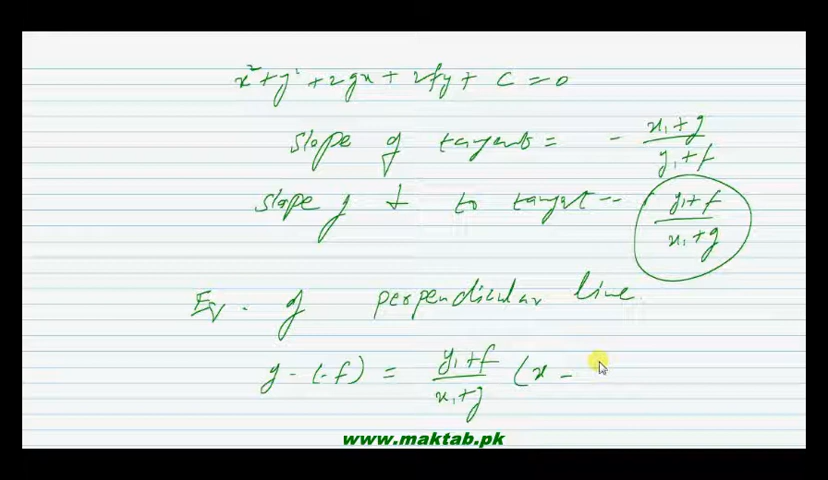 x² + y² + 2gx + 2fy + c = 0
slope of tangents = - x₁+g / y₁+f
slope of ⊥ to tangent = y₁+f / x₁+g
Eq. of perpendicular line.
y - (-f) = y₁+f / x₁+g (x -
www.maktab.pk